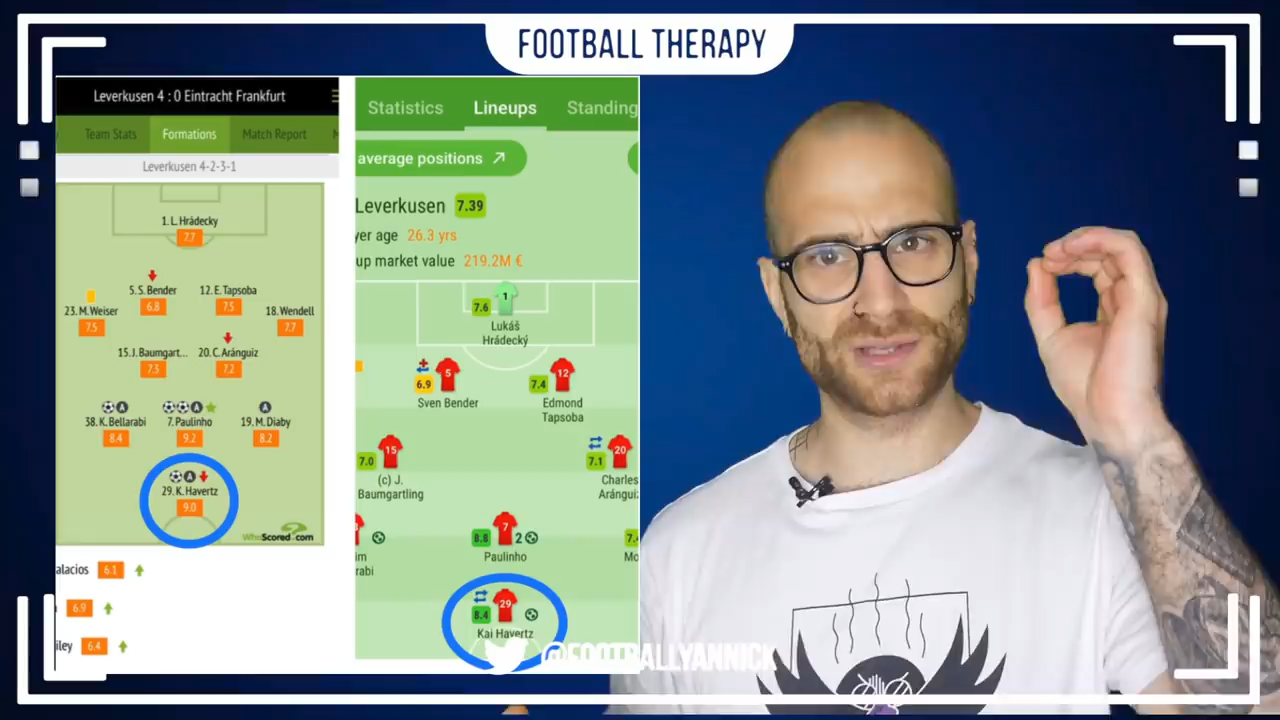 FOOTBALL THERAPY
Leverkusen 4 : 0 Eintracht Frankfurt
Team Stats Formations Match Report
Leverkusen 4-2-3-1
1. L. Hrádecky
7.7
5. S. Bender 12. E. Tapsoba
6.8 7.5
23. M. Weiser 18. Wendell
7.5 7.7
15. J. Baumgart... 20. C. Aránguiz
7.3 7.2
A A A
38. K. Bellarabi 7. Paulinho 19. M. Diaby
8.4 9.2 8.2
A
29. K. Havertz
9.0
WhoScored.com
alacios 6.1
6.9
iley 6.4
Statistics Lineups Standing
average positions
Leverkusen 7.39
yer age 26.3 yrs
up market value 219.2M €
1
7.6
Lukáš
Hrádecký
5 12
6.9 7.4
Sven Bender Edmond
Tapsoba
15 20
7.0 7.1
(c) J. Charles
Baumgartling Aránguiz
7
8.8 2 7.4
im Paulinho Mo
rabi
29
8.4
Kai Havertz
@FOOTBALLYANNICK